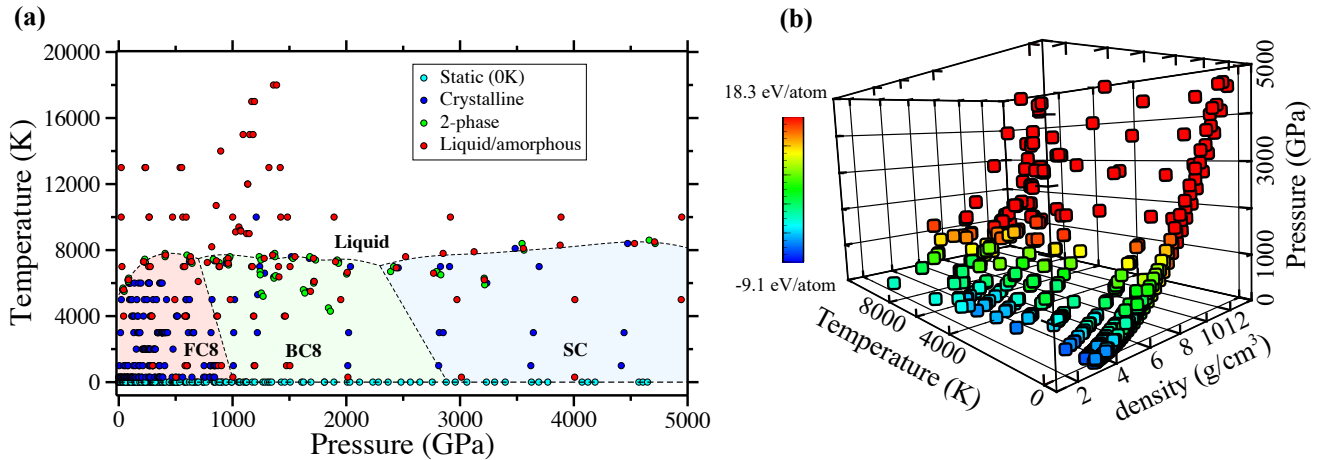 (a)
20000
16000
12000
8000
4000
0
Temperature (K)
Static (0K)
Crystalline
2-phase
Liquid/amorphous
Liquid
FC8
BC8
SC
0
1000
2000
3000
4000
5000
Pressure (GPa)
(b)
18.3 eV/atom
-9.1 eV/atom
8000
4000
0
Temperature (K)
2
4
6
8
10
12
density (g/cm³)
0
1000
3000
5000
Pressure (GPa)